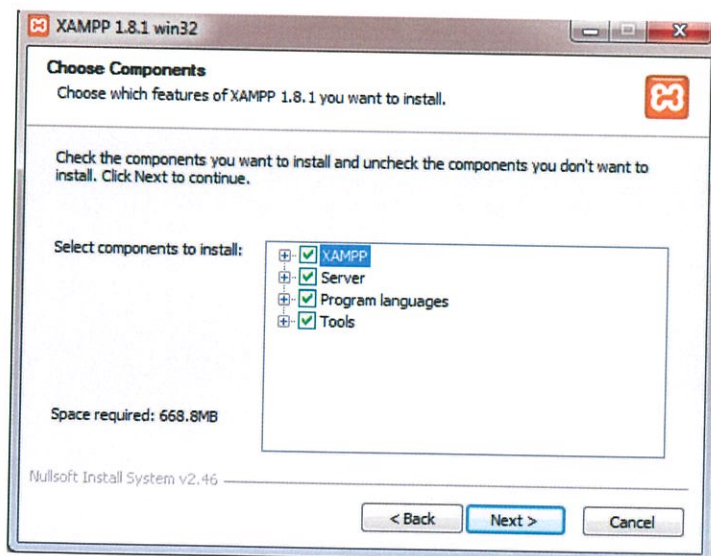 XAMPP 1.8.1 win32
Choose Components
Choose which features of XAMPP 1.8.1 you want to install.
Check the components you want to install and uncheck the components you don't want to
install. Click Next to continue.
Select components to install:
XAMPP
Server
Program languages
Tools
Space required: 668.8MB
Nullsoft Install System v2.46
< Back
Next >
Cancel